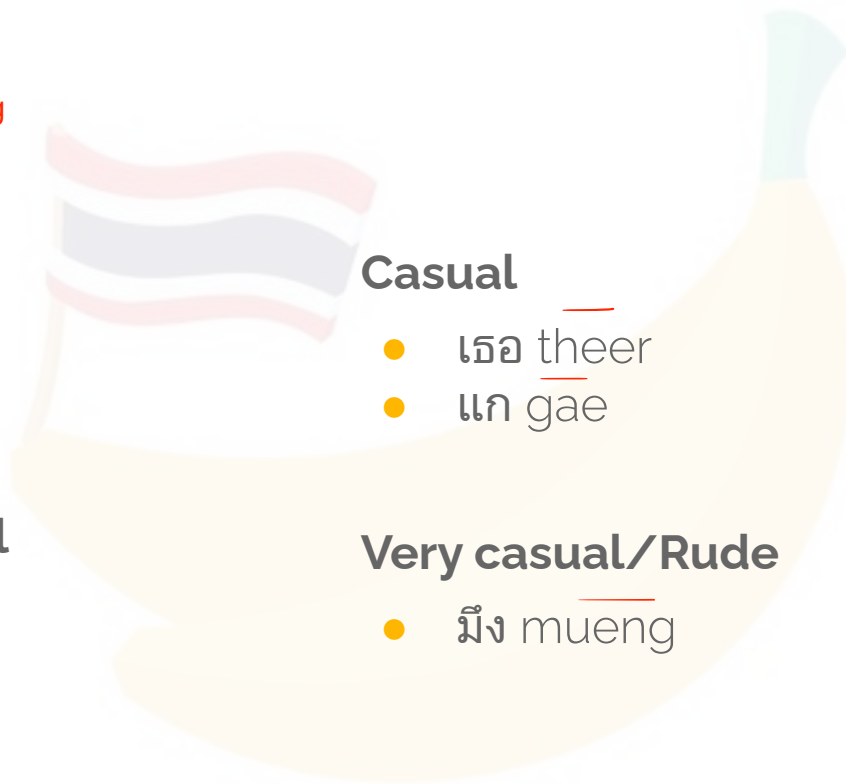 Casual
● เธอ theer
● แก gae
Very casual/Rude
● มึง mueng